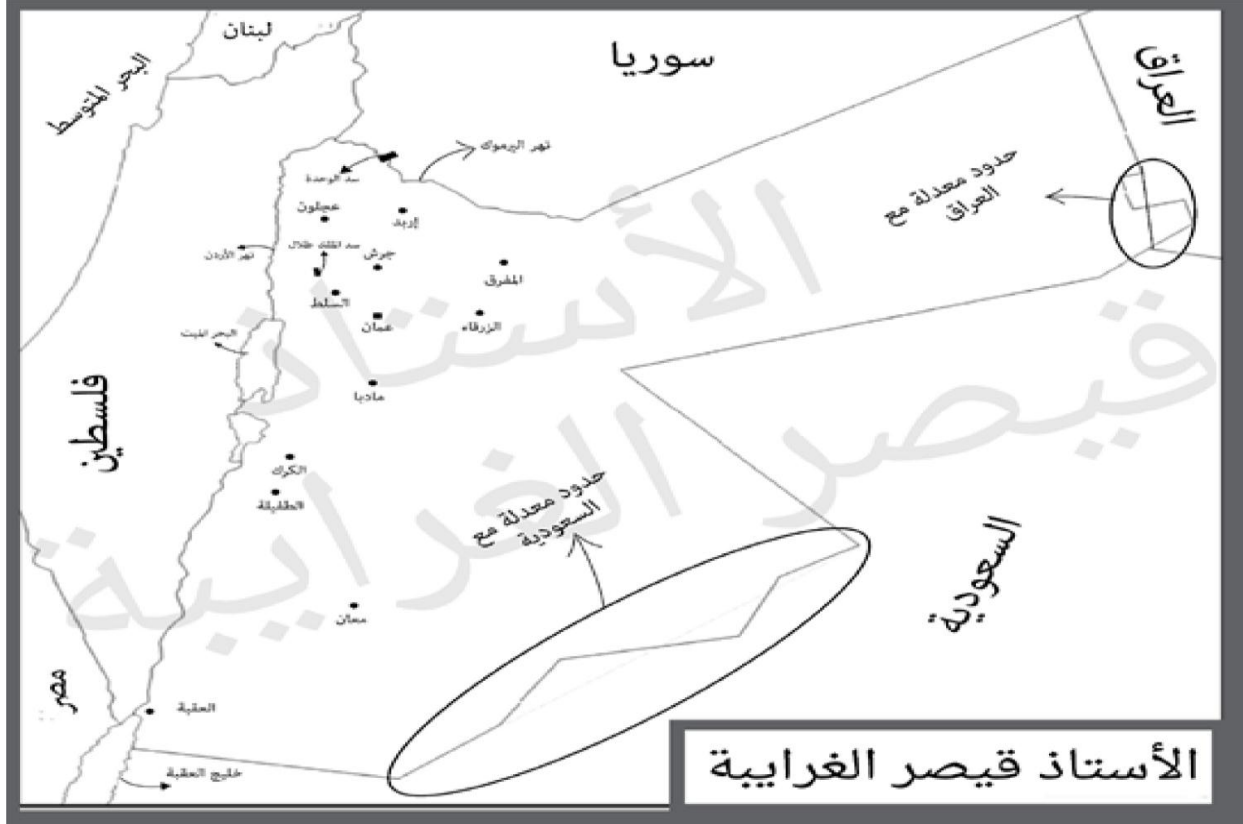 لبنان
سوريا
العراق
البحر المتوسط
نهر اليرموك
سد الوحدة
حدود معدلة مع
العراق
عجلون
إربد
سد الملك طلال
جرش
نهر الأردن
المفرق
السلط
عمان
الزرقاء
البحر الميت
مادبا
فلسطين
الكرك
الطفيلة
حدود معدلة مع
السعودية
السعودية
معان
مصر
العقبة
خليج العقبة
الأستاذ
قيصر الغرايبة
الأستاذ قيصر الغرايبة